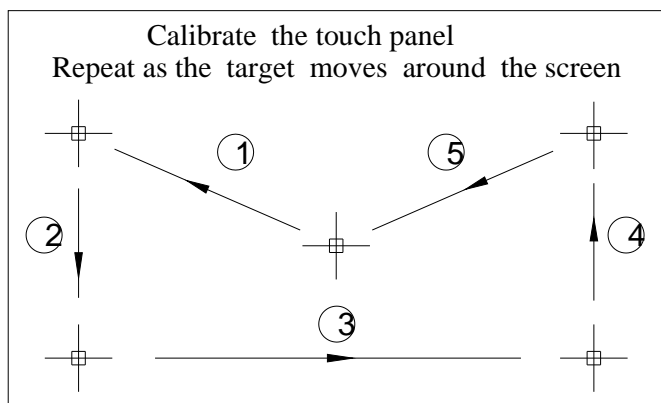 Calibrate the touch panel
Repeat as the target moves around the screen
1
5
2
4
3